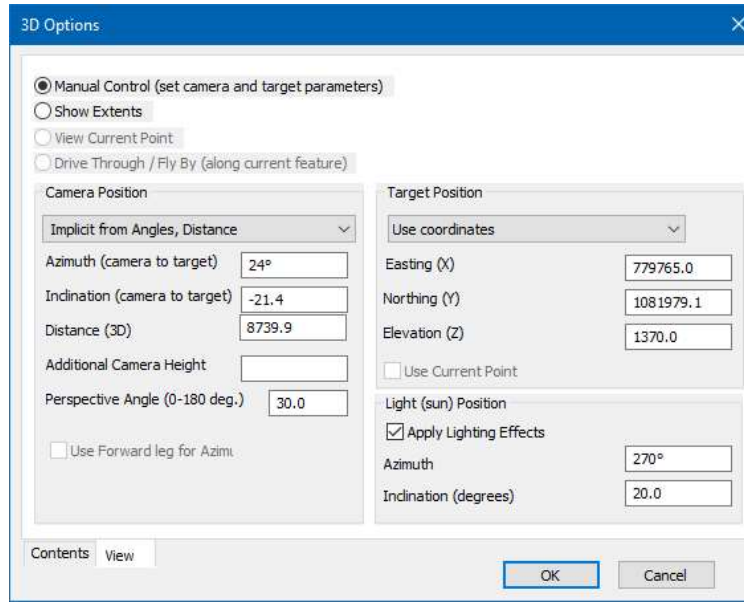 3D Options
Manual Control (set camera and target parameters)
Show Extents
View Current Point
Drive Through / Fly By (along current feature)
Camera Position
Implicit from Angles, Distance
Azimuth (camera to target) 24°
Inclination (camera to target) -21.4
Distance (3D) 8739.9
Additional Camera Height
Perspective Angle (0-180 deg.) 30.0
Use Forward leg for Azimu
Target Position
Use coordinates
Easting (X) 779765.0
Northing (Y) 1081979.1
Elevation (Z) 1370.0
Use Current Point
Light (sun) Position
Apply Lighting Effects
Azimuth 270°
Inclination (degrees) 20.0
Contents View
OK Cancel